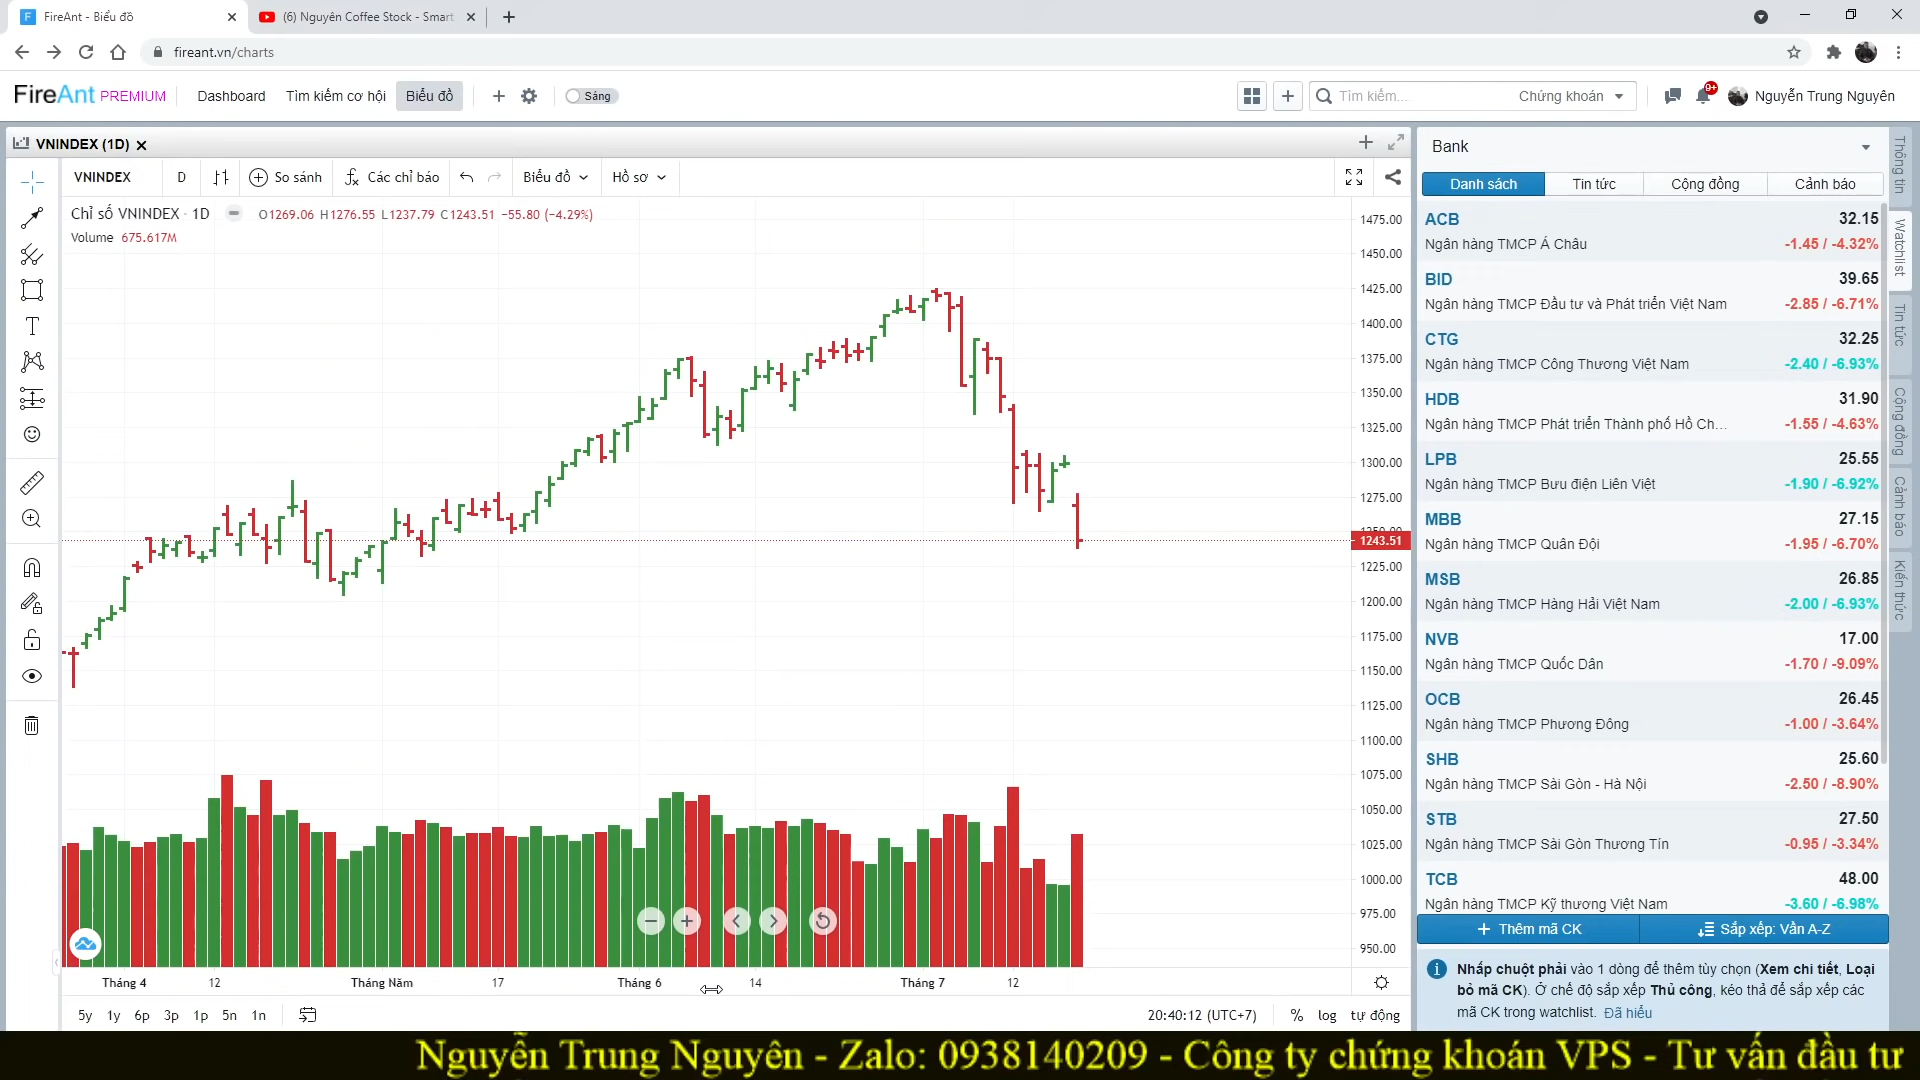 FireAnt - Biểu đồ
(6) Nguyên Coffee Stock - Smart
fireant.vn/charts
FireAnt PREMIUM
Dashboard
Tìm kiếm cơ hội
Biểu đồ
Sáng
Tìm kiếm...
Chứng khoán
9+
Nguyễn Trung Nguyên
VNINDEX (1D)
VNINDEX
D
So sánh
Các chỉ báo
Biểu đồ
Hồ sơ
Chỉ số VNINDEX · 1D
O1269.06 H1276.55 L1237.79 C1243.51 −55.80 (−4.29%)
Volume 675.617M
1475.00
1450.00
1425.00
1400.00
1375.00
1350.00
1325.00
1300.00
1275.00
1250.00
1243.51
1225.00
1200.00
1175.00
1150.00
1125.00
1100.00
1075.00
1050.00
1025.00
1000.00
975.00
950.00
Tháng 4
12
Tháng Năm
17
Tháng 6
14
Tháng 7
12
5y 1y 6p 3p 1p 5n 1n
20:40:12 (UTC+7)
% log tự động
Bank
Danh sách
Tin tức
Cộng đồng
Cảnh báo
ACB 32.15
Ngân hàng TMCP Á Châu -1.45 / -4.32%
BID 39.65
Ngân hàng TMCP Đầu tư và Phát triển Việt Nam -2.85 / -6.71%
CTG 32.25
Ngân hàng TMCP Công Thương Việt Nam -2.40 / -6.93%
HDB 31.90
Ngân hàng TMCP Phát triển Thành phố Hồ Ch... -1.55 / -4.63%
LPB 25.55
Ngân hàng TMCP Bưu điện Liên Việt -1.90 / -6.92%
MBB 27.15
Ngân hàng TMCP Quân Đội -1.95 / -6.70%
MSB 26.85
Ngân hàng TMCP Hàng Hải Việt Nam -2.00 / -6.93%
NVB 17.00
Ngân hàng TMCP Quốc Dân -1.70 / -9.09%
OCB 26.45
Ngân hàng TMCP Phương Đông -1.00 / -3.64%
SHB 25.60
Ngân hàng TMCP Sài Gòn - Hà Nội -2.50 / -8.90%
STB 27.50
Ngân hàng TMCP Sài Gòn Thương Tín -0.95 / -3.34%
TCB 48.00
Ngân hàng TMCP Kỹ thương Việt Nam -3.60 / -6.98%
Thêm mã CK
Sắp xếp: Vần A-Z
Nhấp chuột phải vào 1 dòng để thêm tùy chọn (Xem chi tiết, Loại
bỏ mã CK). Ở chế độ sắp xếp Thủ công, kéo thả để sắp xếp các
mã CK trong watchlist. Đã hiểu
Thông tin
Watchlist
Tin tức
Cộng đồng
Cảnh báo
Kiến thức
Nguyễn Trung Nguyên - Zalo: 0938140209 - Công ty chứng khoán VPS - Tư vấn đầu tư